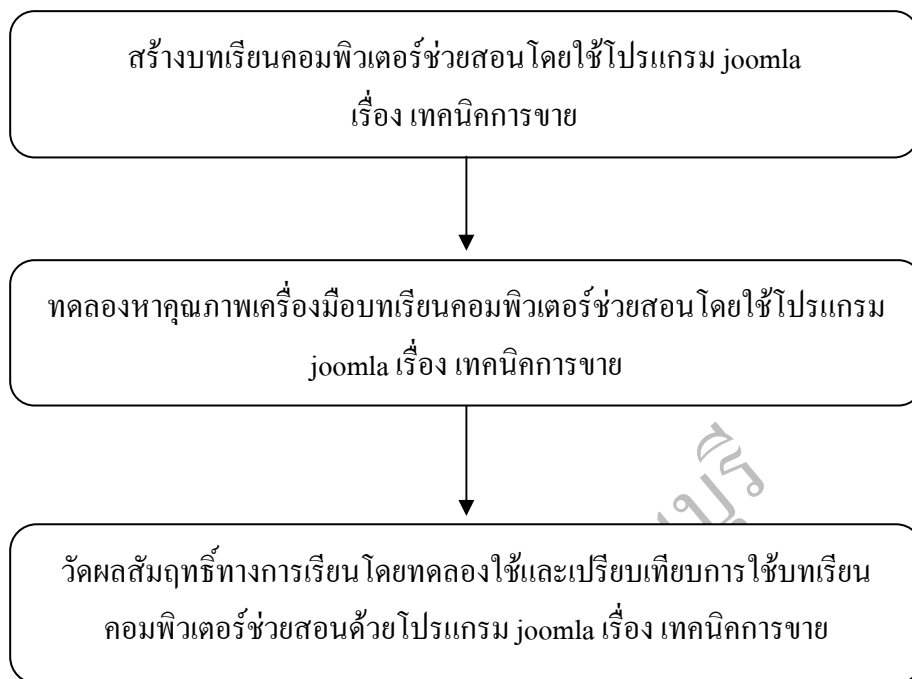 สร้างบทเรียนคอมพิวเตอร์ช่วยสอนโดยใช้โปรแกรม joomla
เรื่อง เทคนิคการขาย
ทดลองหาคุณภาพเครื่องมือบทเรียนคอมพิวเตอร์ช่วยสอนโดยใช้โปรแกรม
joomla เรื่อง เทคนิคการขาย
วัดผลสัมฤทธิ์ทางการเรียนโดยทดลองใช้และเปรียบเทียบการใช้บทเรียน
คอมพิวเตอร์ช่วยสอนด้วยโปรแกรม joomla เรื่อง เทคนิคการขาย